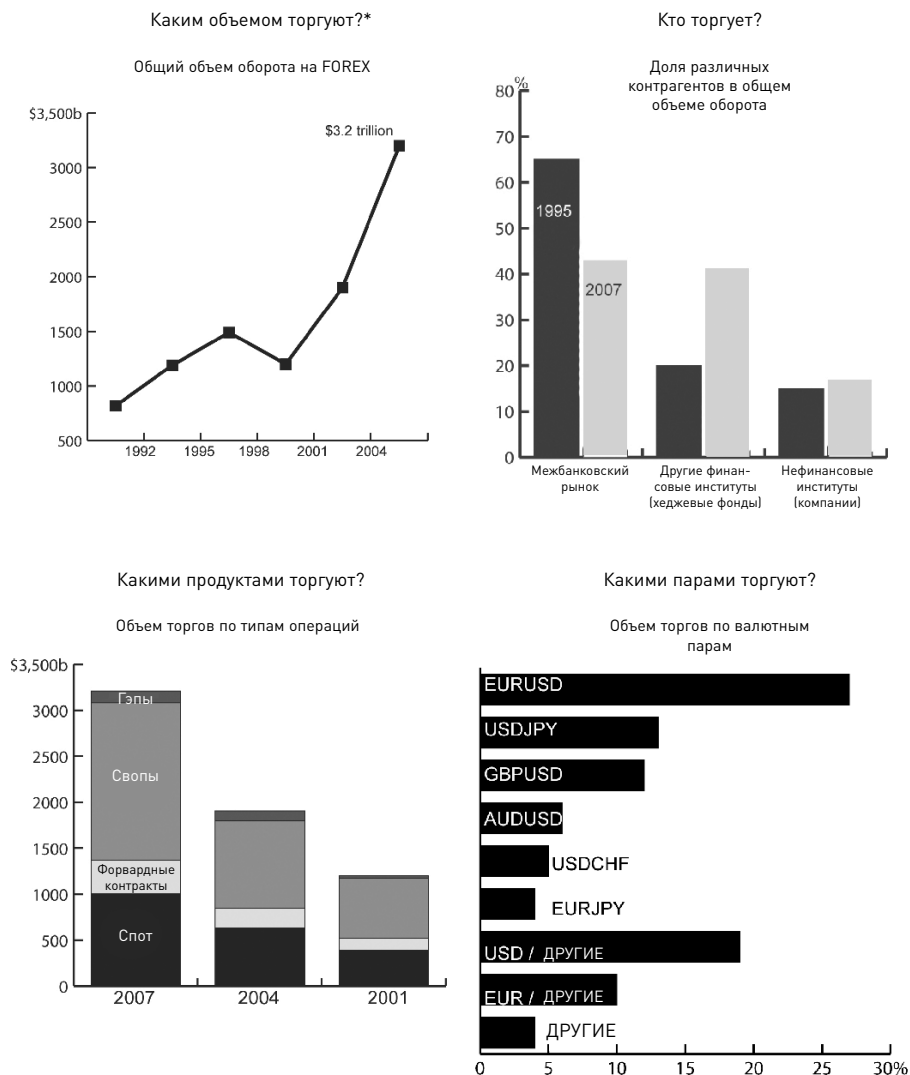 Каким объемом торгуют?*
Общий объем оборота на FOREX
$3,500b
3000
2500
2000
1500
1000
500
$3.2 trillion
1992 1995 1998 2001 2004
Кто торгует?
Доля различных
контрагентов в общем
объеме оборота
%
80
70
60
50
40
30
20
10
0
1995
2007
Межбанковский
рынок
Другие финан-
совые институты
(хеджевые фонды)
Нефинансовые
институты
(компании)
Какими продуктами торгуют?
Объем торгов по типам операций
$3,500b
3000
2500
2000
1500
1000
500
0
Гэпы
Свопы
Форвардные
контракты
Спот
2007 2004 2001
Какими парами торгуют?
Объем торгов по валютным
парам
EURUSD
USDJPY
GBPUSD
AUDUSD
USDCHF
EURJPY
USD / ДРУГИЕ
EUR / ДРУГИЕ
ДРУГИЕ
0 5 10 15 20 25 30%